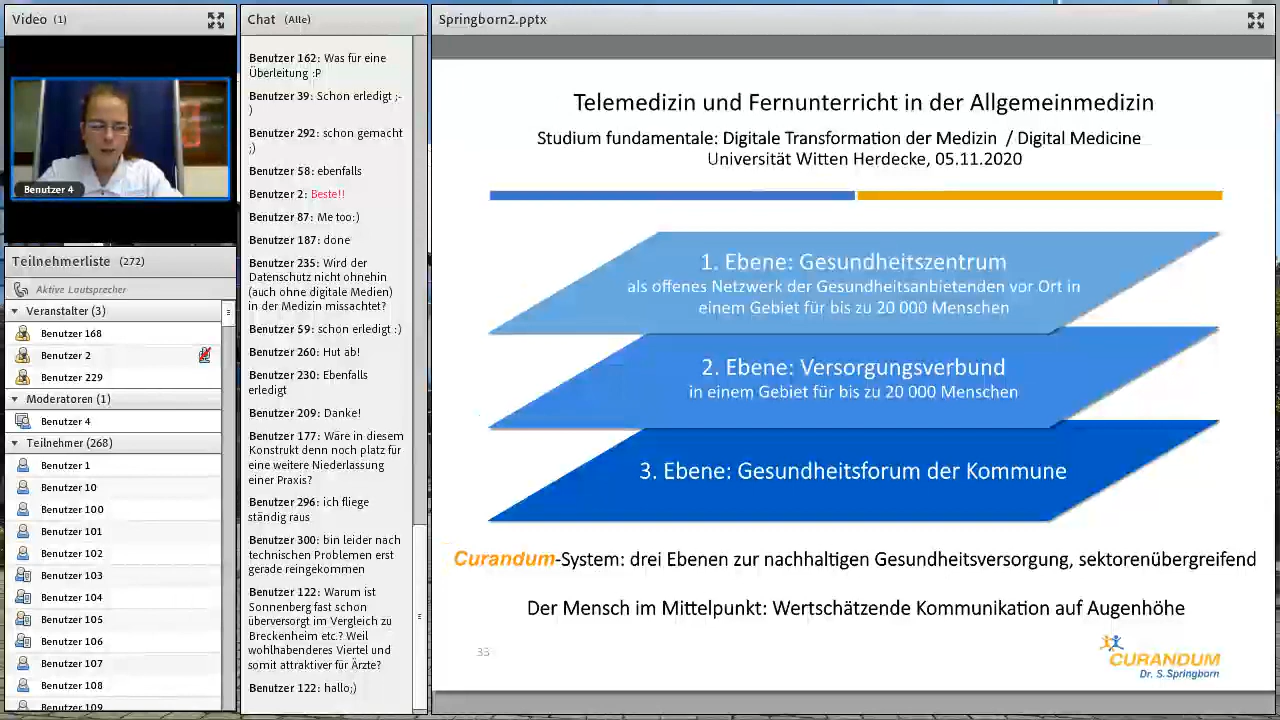 Video (1)
Benutzer 4
Teilnehmerliste (272)
Aktive Lautsprecher
Veranstalter (3)
Benutzer 168
Benutzer 2
Benutzer 229
Moderatoren (1)
Benutzer 4
Teilnehmer (268)
Benutzer 1
Benutzer 10
Benutzer 100
Benutzer 101
Benutzer 102
Benutzer 103
Benutzer 104
Benutzer 105
Benutzer 106
Benutzer 107
Benutzer 108
Benutzer 109
Chat (Alle)
Benutzer 162: Was für eine
Überleitung :P
Benutzer 39: Schon erledigt ;-
)
Benutzer 292: schon gemacht
;)
Benutzer 58: ebenfalls
Benutzer 2: Beste!!
Benutzer 87: Me too:)
Benutzer 187: done
Benutzer 235: Wird der
Datenschutz nicht ohnehin
(auch ohne digitale Medien)
in der Medizin missachtet?
Benutzer 59: schon erledigt :)
Benutzer 260: Hut ab!
Benutzer 230: Ebenfalls
erledigt
Benutzer 209: Danke!
Benutzer 177: Wäre in diesem
Konstrukt denn noch platz für
eine weitere Niederlassung
einer Praxis?
Benutzer 296: ich fliege
ständig raus
Benutzer 300: bin leider nach
technischen Problemen erst
gerade reingekommen
Benutzer 122: Warum ist
Sonnenberg fast schon
überversorgt im Vergleich zu
Breckenheim etc.? Weil
wohlhabenderes Viertel und
somit attraktiver für Ärzte?
Benutzer 122: hallo;)
Springborn2.pptx
Telemedizin und Fernunterricht in der Allgemeinmedizin
Studium fundamentale: Digitale Transformation der Medizin / Digital Medicine
Universität Witten Herdecke, 05.11.2020
1. Ebene: Gesundheitszentrum
als offenes Netzwerk der Gesundheitsanbietenden vor Ort in
einem Gebiet für bis zu 20 000 Menschen
2. Ebene: Versorgungsverbund
in einem Gebiet für bis zu 20 000 Menschen
3. Ebene: Gesundheitsforum der Kommune
Curandum-System: drei Ebenen zur nachhaltigen Gesundheitsversorgung, sektorenübergreifend
Der Mensch im Mittelpunkt: Wertschätzende Kommunikation auf Augenhöhe
33
CURANDUM
Dr. S.Springborn